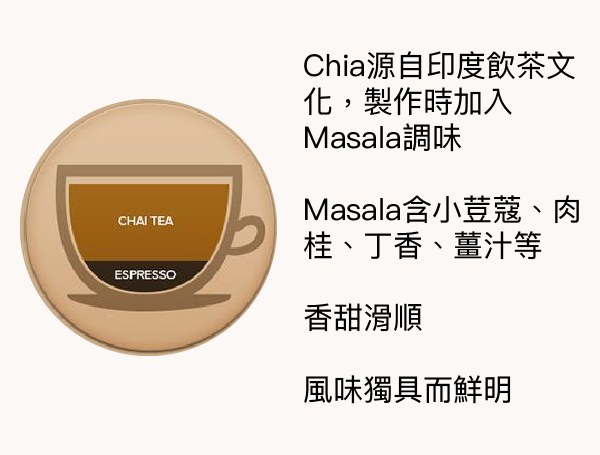 CHAI TEA
ESPRESSO
Chia源自印度飲茶文
化，製作時加入
Masala調味
Masala含小荳蔻、肉
桂、丁香、薑汁等
香甜滑順
風味獨具而鮮明